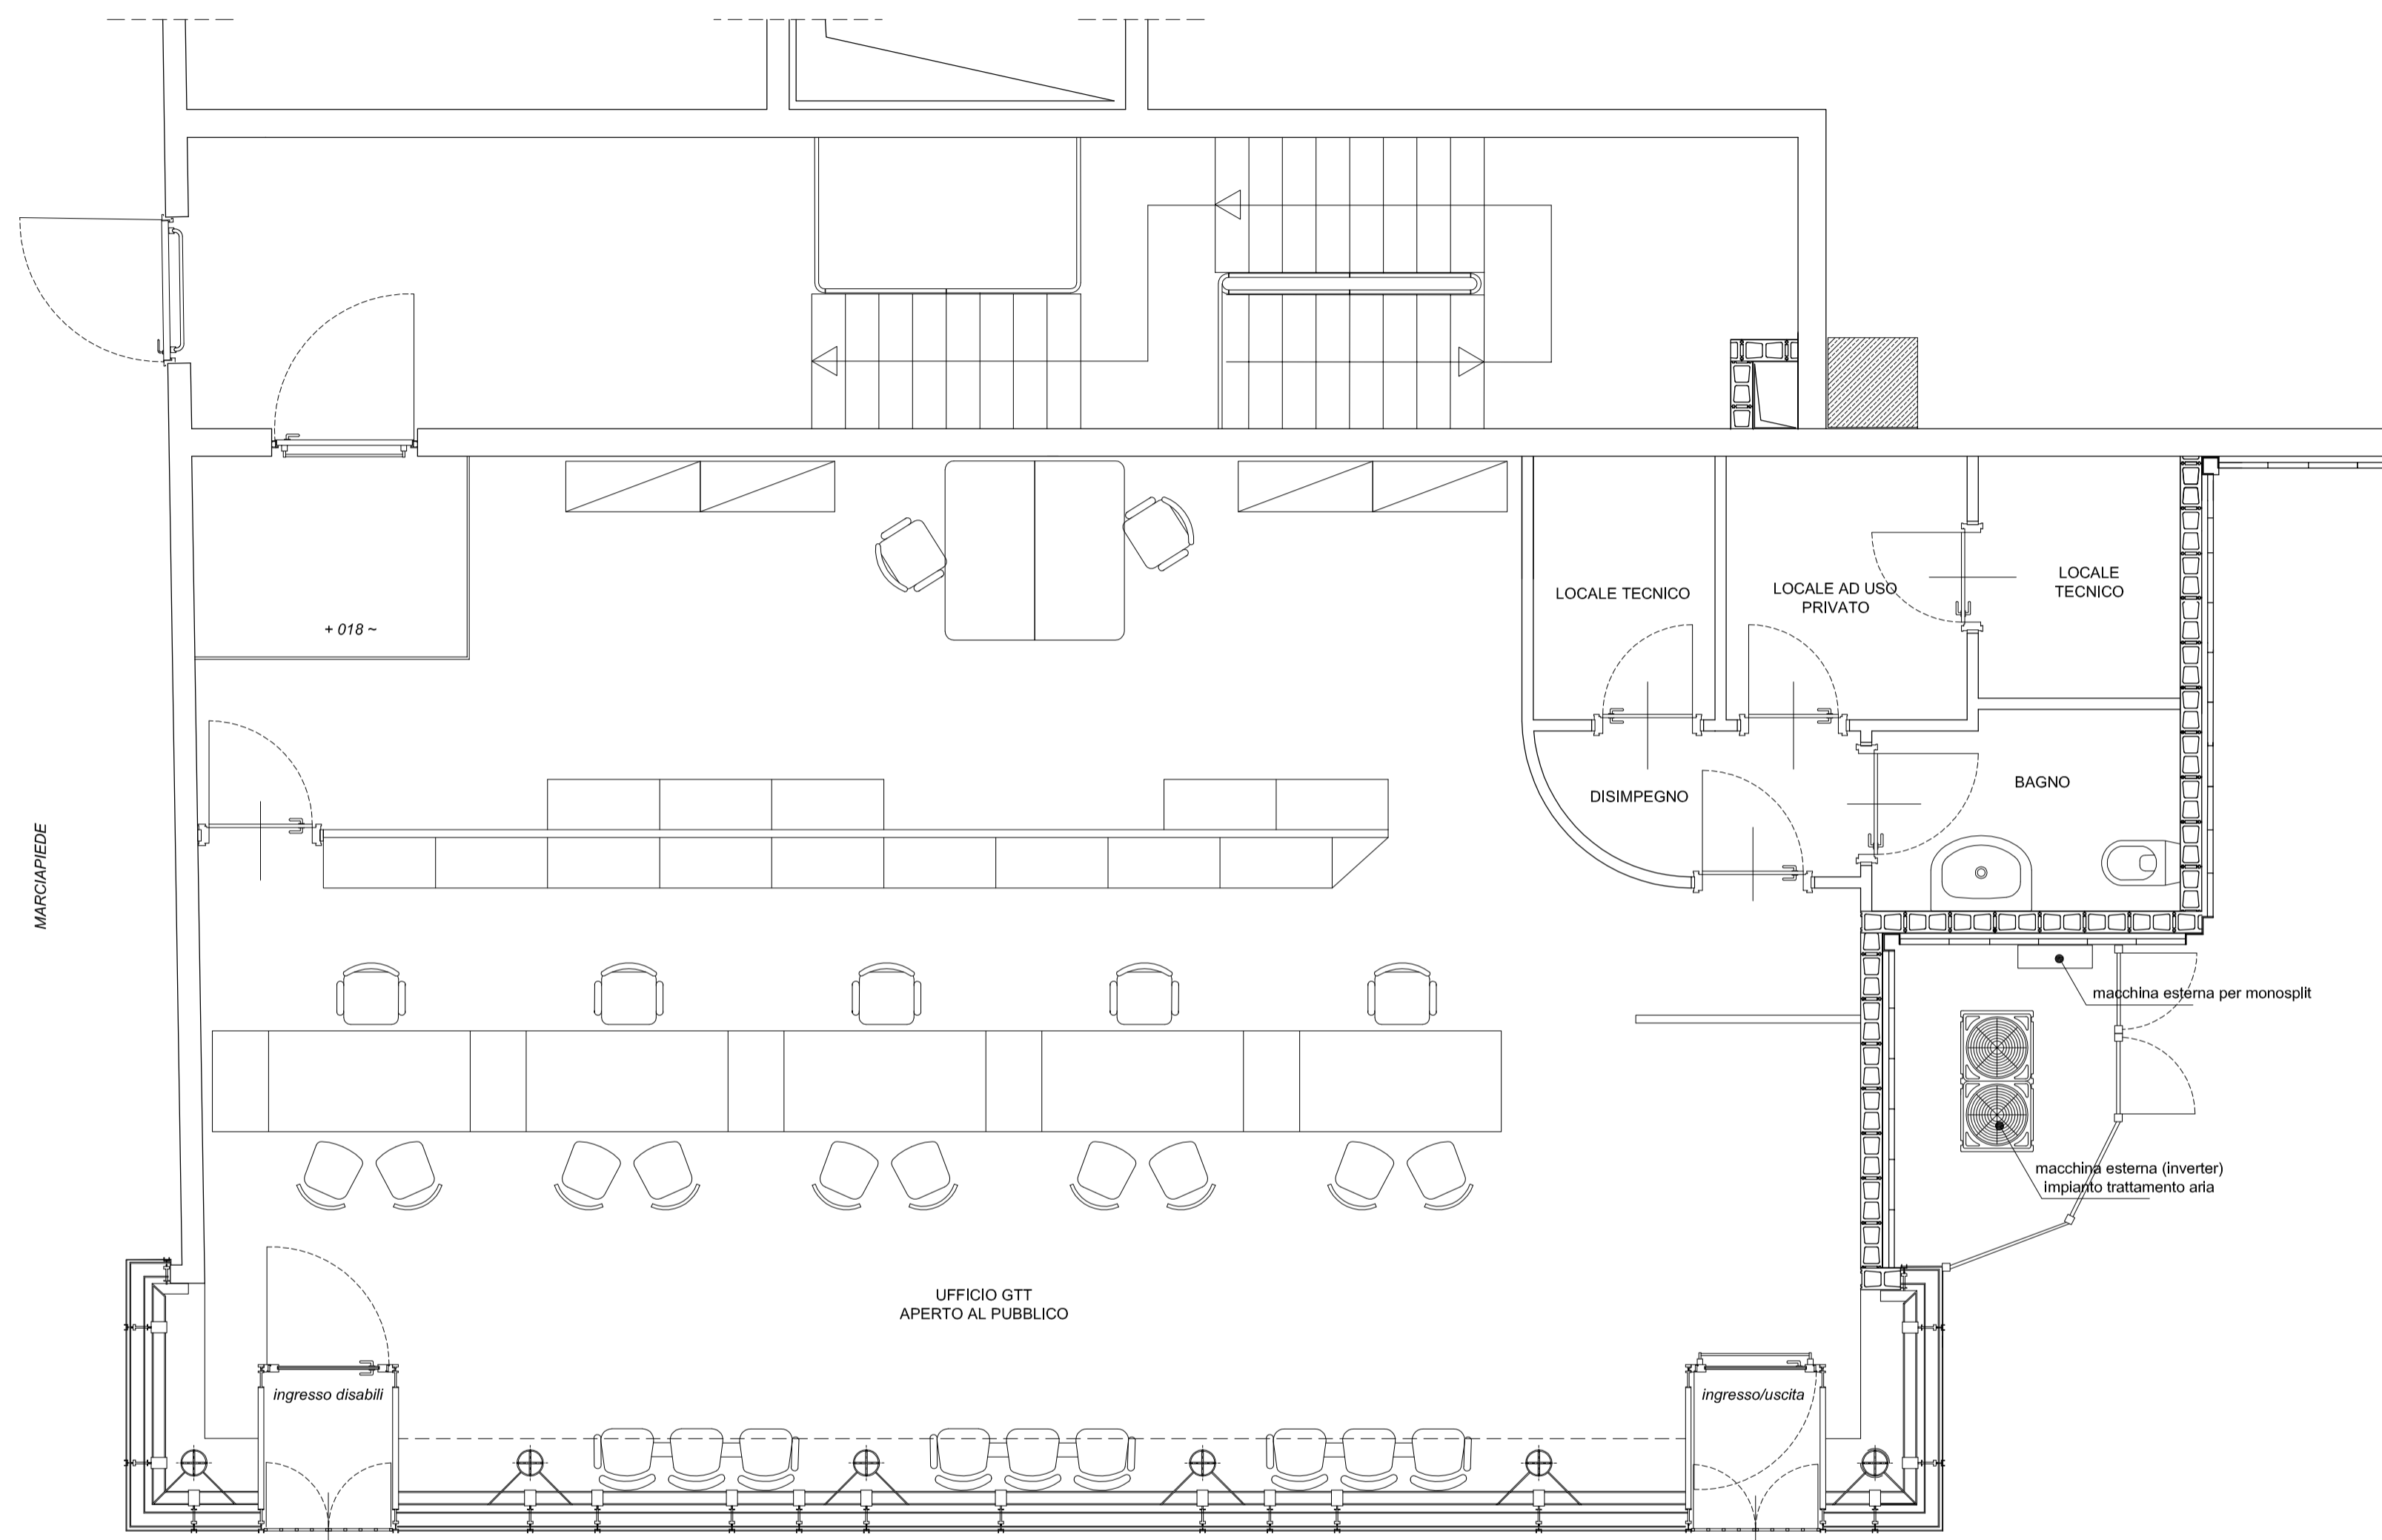 LOCALE TECNICO
LOCALE AD USO
PRIVATO
LOCALE
TECNICO
+ 018 ~
DISIMPEGNO
BAGNO
MARCIAPIEDE
macchina esterna per monosplit
macchina esterna (inverter)
impianto trattamento aria
UFFICIO GTT
APERTO AL PUBBLICO
ingresso disabili
ingresso/uscita